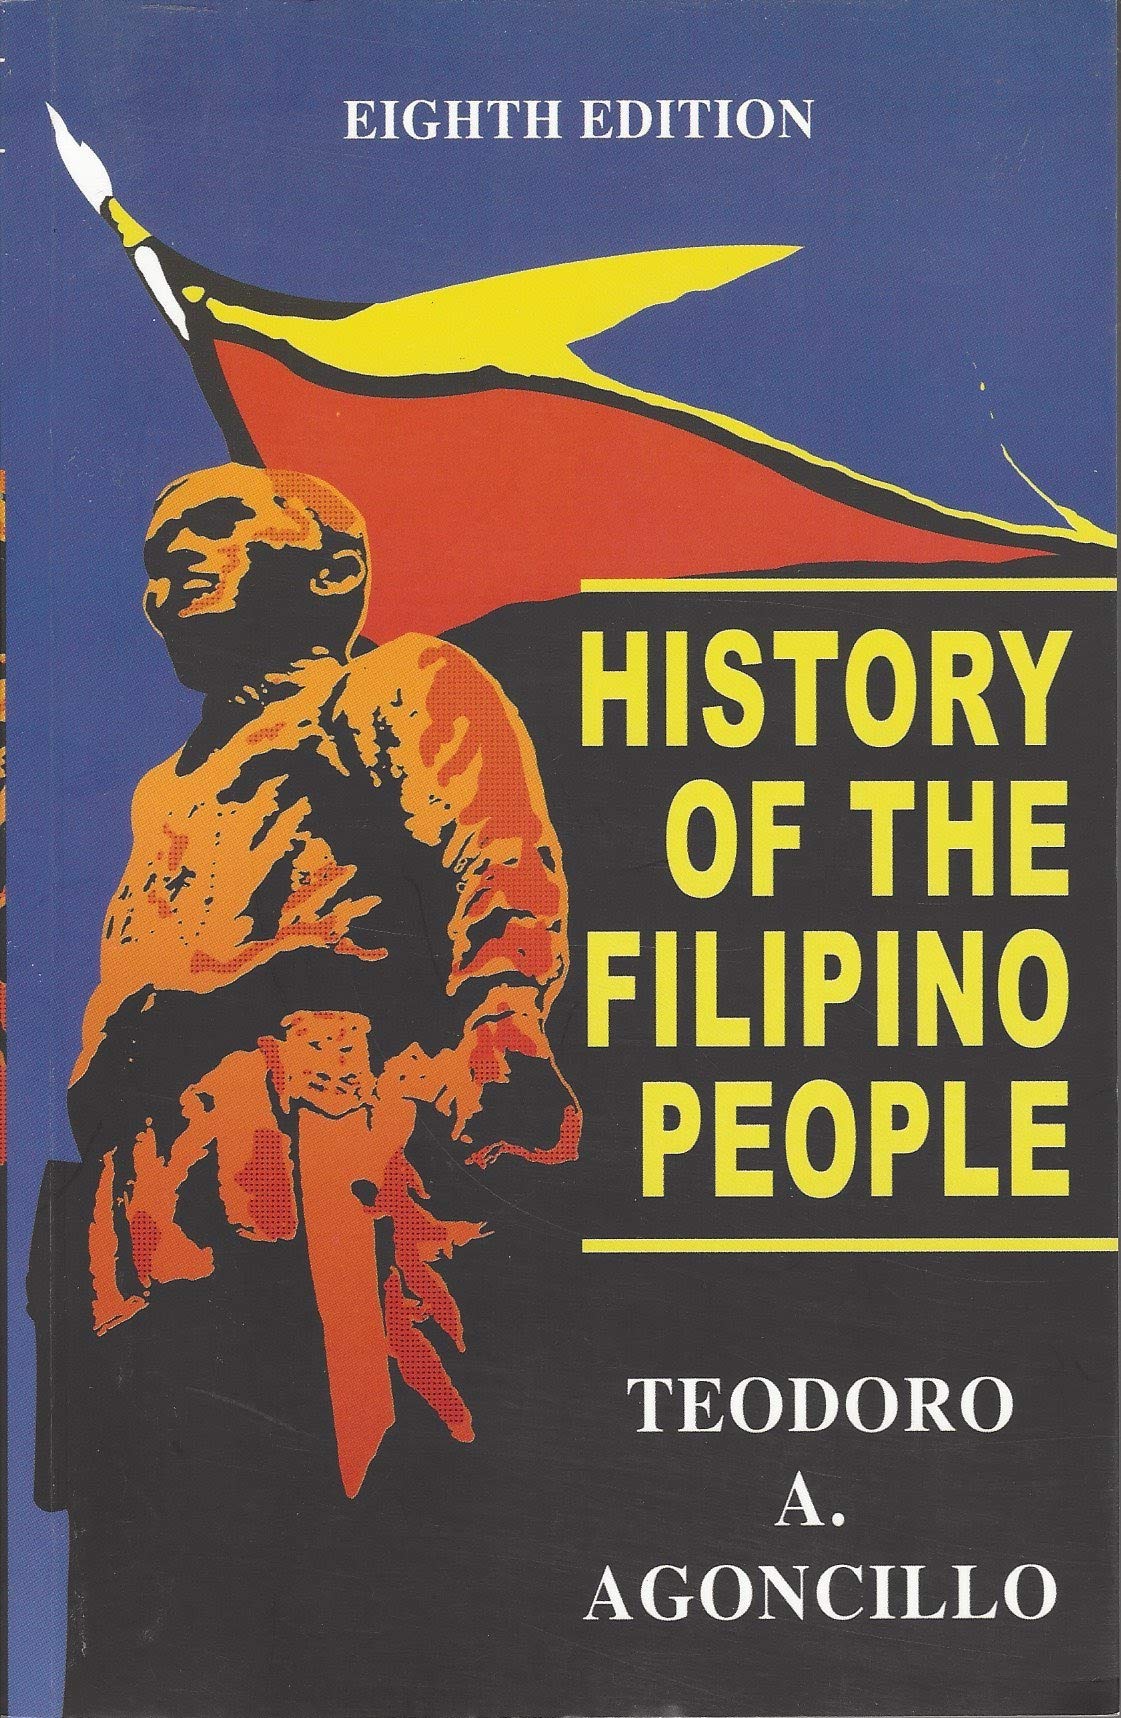 EIGHTH EDITION
HISTORY
OF THE
FILIPINO
PEOPLE
TEODORO
A.
AGONCILLO